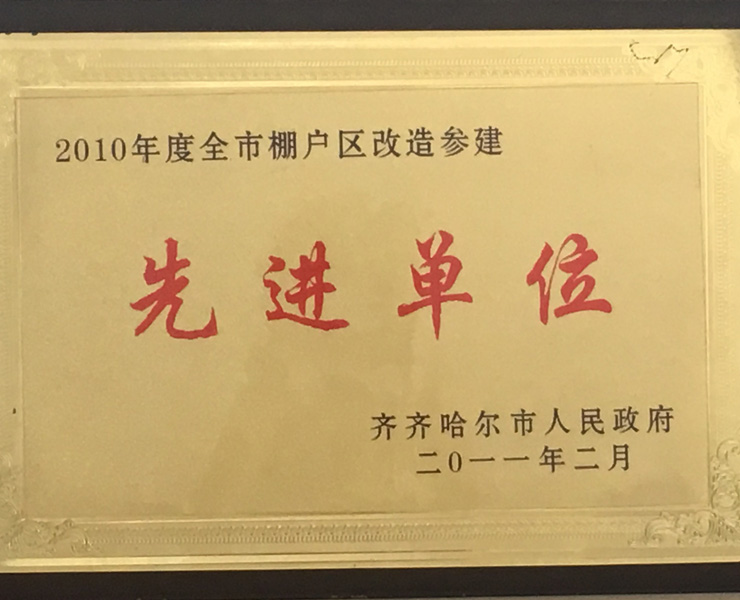 2010年度全市棚户区改造参建
先进单位
齐齐哈尔市人民政府
二0一一年二月